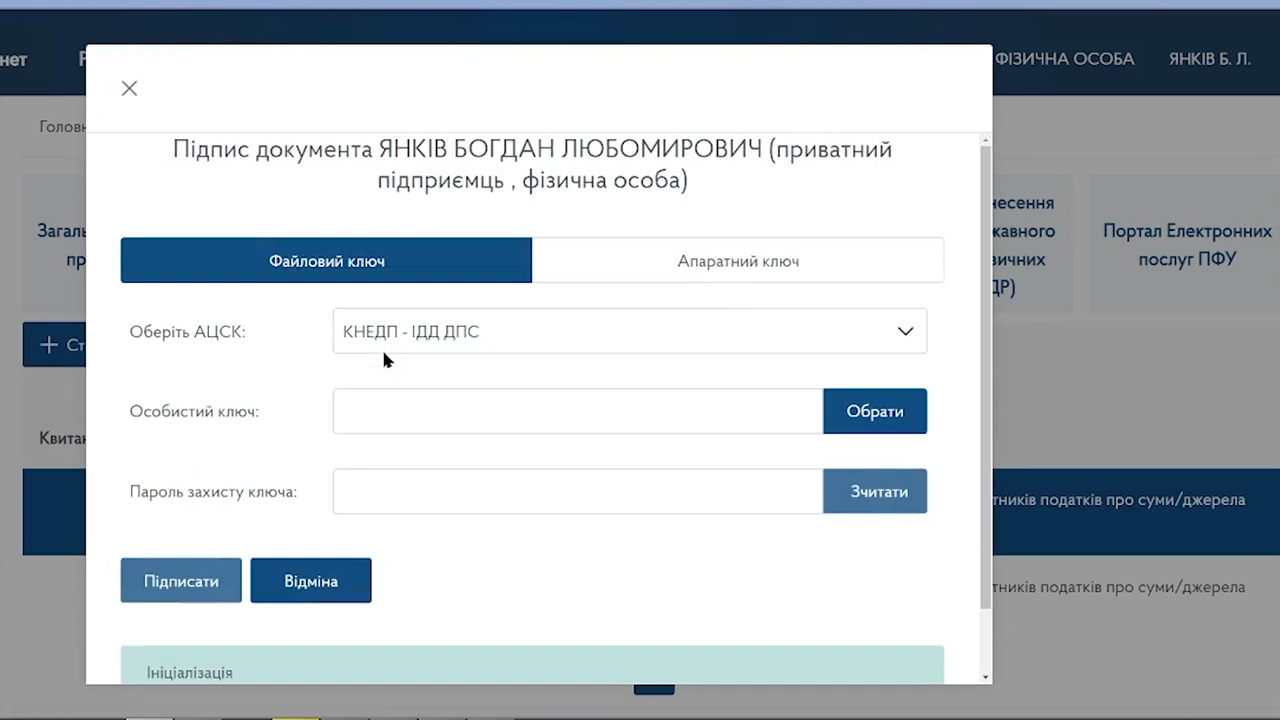 нет
ФІЗИЧНА ОСОБА
ЯНКІВ Б. Л.
Підпис документа ЯНКІВ БОГДАН ЛЮБОМИРОВИЧ (приватний
підприємець , фізична особа)
Файловий ключ
Апаратний ключ
Портал Електронних
послуг ПФУ
Оберіть АЦСК:
КНЕДП - ІДД ДПС
Особистий ключ:
Обрати
Пароль захисту ключа:
Зчитати
тників податків про суми/джерела
Підписати
Відміна
тників податків про суми/джерела
Ініціалізація